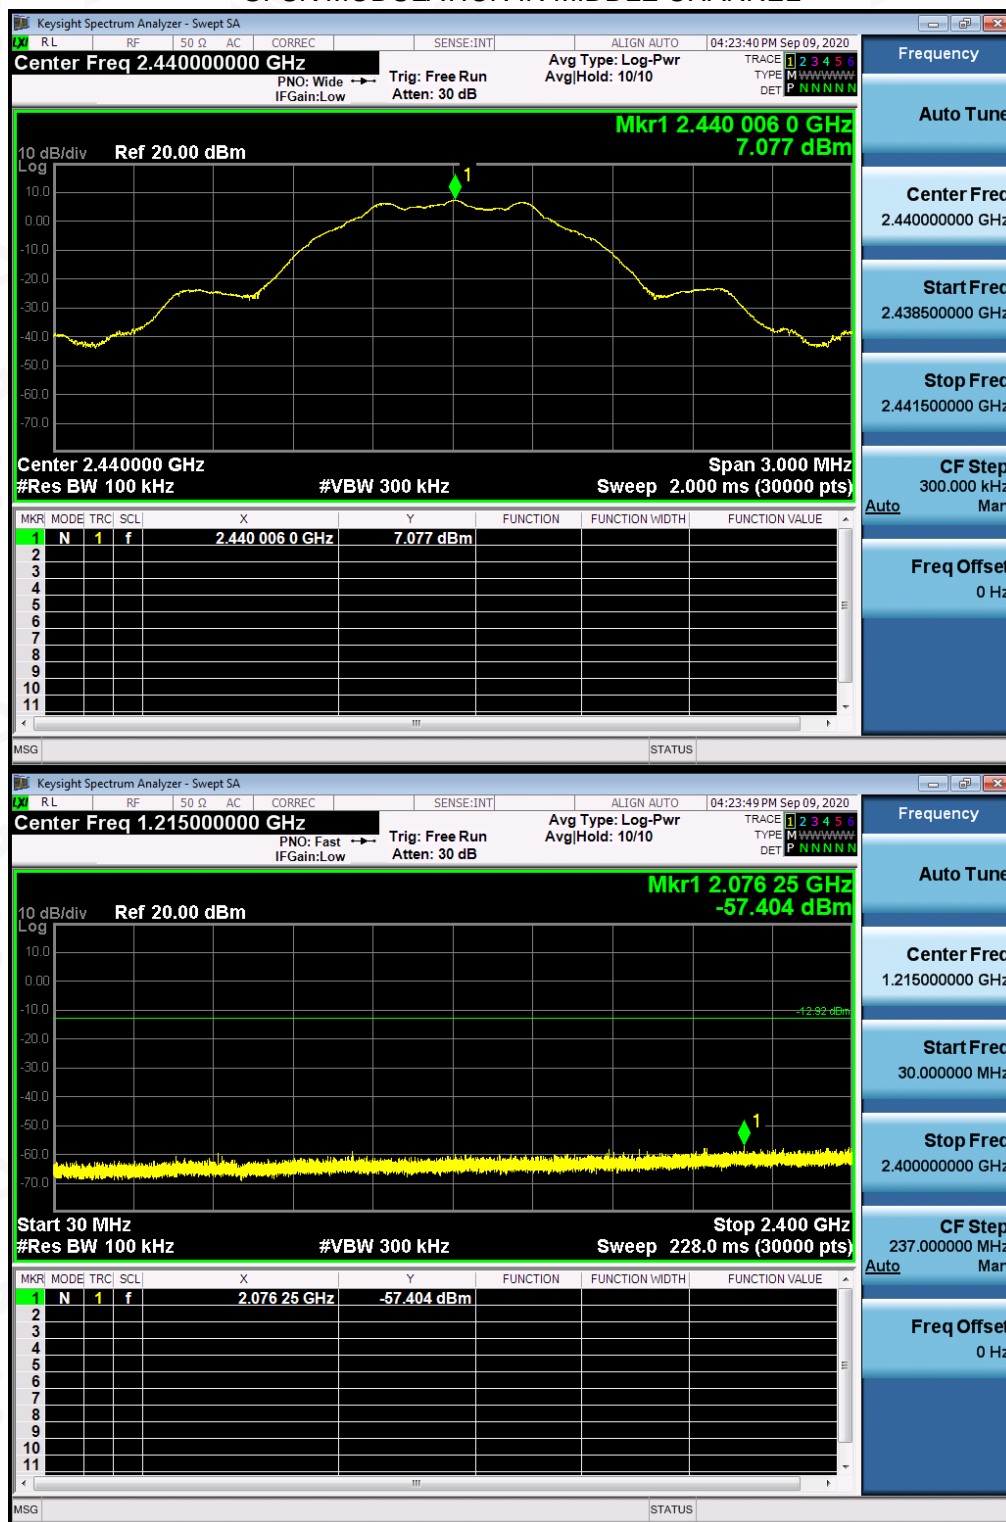 Keysight Spectrum Analyzer - Swept SA
LXI RL RF 50 Ω AC CORREC SENSE:INT ALIGN AUTO 04:23:40 PM Sep 09, 2020
Center Freq 2.440000000 GHz
PNO: Wide
IFGain:Low
Trig: Free Run
Atten: 30 dB
Avg Type: Log-Pwr
Avg|Hold: 10/10
TRACE 1 2 3 4 5 6
TYPE M WWWWW
DET P N N N N N
Mkr1 2.440 006 0 GHz
7.077 dBm
10 dB/div Ref 20.00 dBm
Log
1
10.0
0.00
-10.0
-20.0
-30.0
-40.0
-50.0
-60.0
-70.0
Center 2.440000 GHz Span 3.000 MHz
#Res BW 100 kHz #VBW 300 kHz Sweep 2.000 ms (30000 pts)
MKR MODE TRC SCL X Y FUNCTION FUNCTION WIDTH FUNCTION VALUE
1 N 1 f 2.440 006 0 GHz 7.077 dBm
2
3
4
5
6
7
8
9
10
11
MSG STATUS
Frequency
Auto Tune
Center Freq
2.440000000 GHz
Start Freq
2.438500000 GHz
Stop Freq
2.441500000 GHz
CF Step
300.000 kHz
Auto Man
Freq Offset
0 Hz
Keysight Spectrum Analyzer - Swept SA
LXI RL RF 50 Ω AC CORREC SENSE:INT ALIGN AUTO 04:23:49 PM Sep 09, 2020
Center Freq 1.215000000 GHz
PNO: Fast
IFGain:Low
Trig: Free Run
Atten: 30 dB
Avg Type: Log-Pwr
Avg|Hold: 10/10
TRACE 1 2 3 4 5 6
TYPE M WWWWW
DET P N N N N N
Mkr1 2.076 25 GHz
-57.404 dBm
10 dB/div Ref 20.00 dBm
Log
10.0
0.00
-10.0
-12.92 dBm
-20.0
-30.0
-40.0
-50.0
1
-60.0
-70.0
Start 30 MHz Stop 2.400 GHz
#Res BW 100 kHz #VBW 300 kHz Sweep 228.0 ms (30000 pts)
MKR MODE TRC SCL X Y FUNCTION FUNCTION WIDTH FUNCTION VALUE
1 N 1 f 2.076 25 GHz -57.404 dBm
2
3
4
5
6
7
8
9
10
11
MSG STATUS
Frequency
Auto Tune
Center Freq
1.215000000 GHz
Start Freq
30.000000 MHz
Stop Freq
2.400000000 GHz
CF Step
237.000000 MHz
Auto Man
Freq Offset
0 Hz